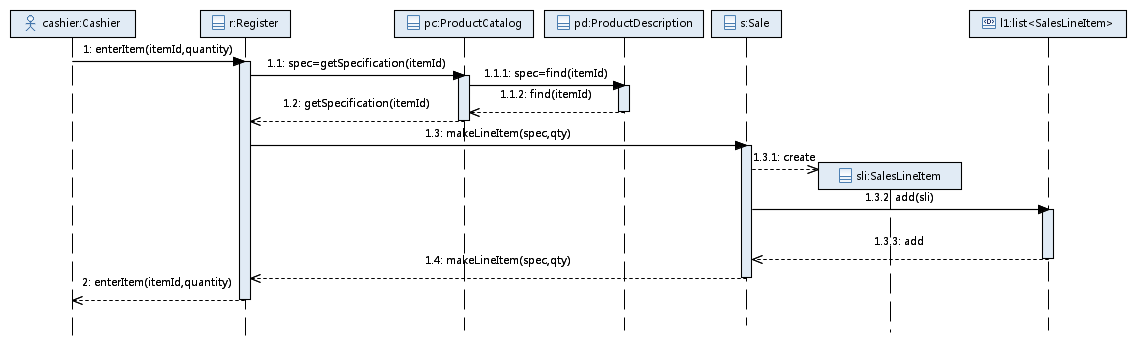 cashier:Cashier
r:Register
pc:ProductCatalog
pd:ProductDescription
s:Sale
l1:list<SalesLineItem>
1: enterItem(itemId,quantity)
1.1: spec=getSpecification(itemId)
1.1.1: spec=find(itemId)
1.1.2: find(itemId)
1.2: getSpecification(itemId)
1.3: makeLineItem(spec,qty)
1.3.1: create
sli:SalesLineItem
1.3.2: add(sli)
1.3.3: add
1.4: makeLineItem(spec,qty)
2: enterItem(itemId,quantity)